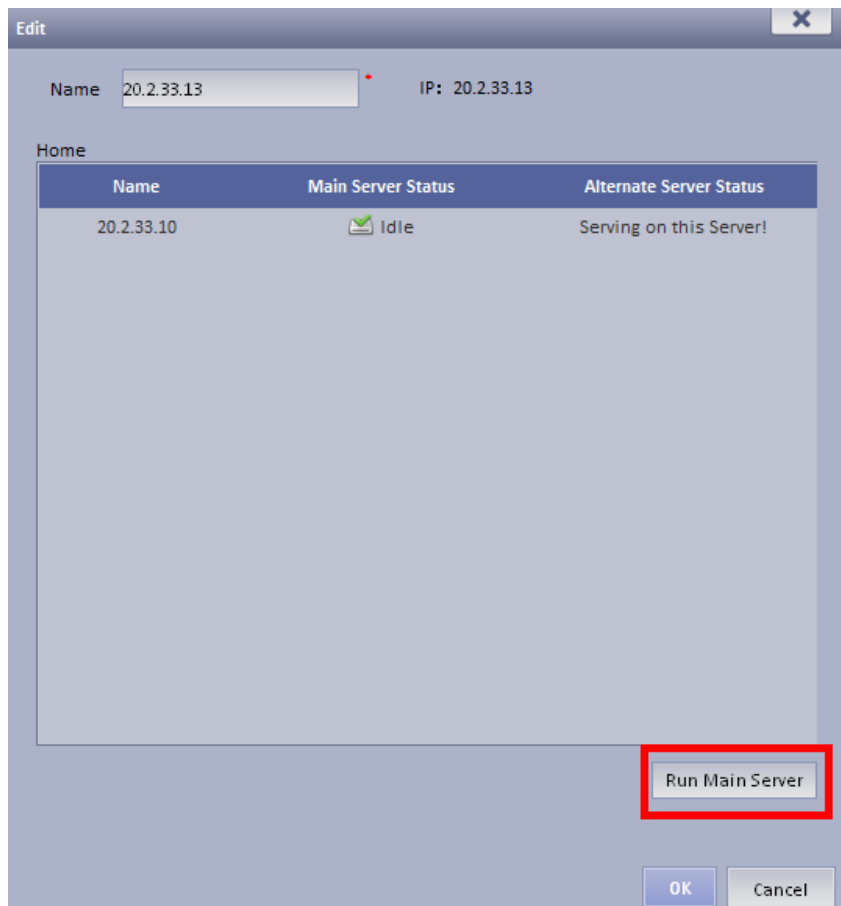 Edit
Name 20.2.33.13 * IP: 20.2.33.13
Home
Name Main Server Status Alternate Server Status
20.2.33.10 Idle Serving on this Server!
Run Main Server
OK Cancel